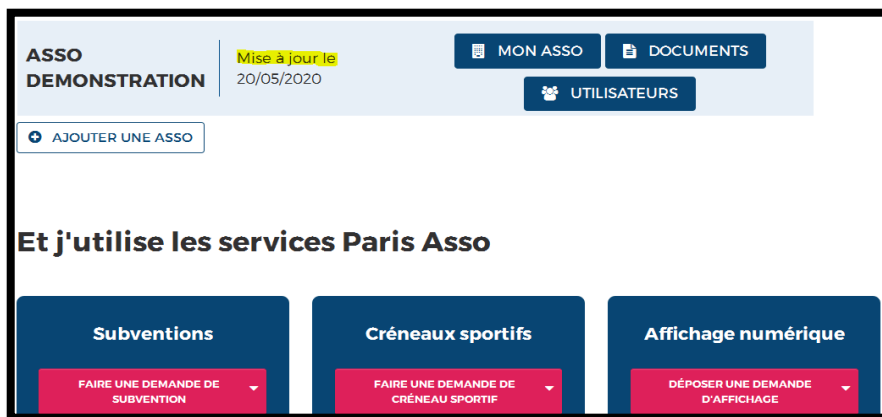 ASSO
DEMONSTRATION
Mise à jour le
20/05/2020
MON ASSO
DOCUMENTS
UTILISATEURS
AJOUTER UNE ASSO
Et j'utilise les services Paris Asso
Subventions
FAIRE UNE DEMANDE DE
SUBVENTION
Créneaux sportifs
FAIRE UNE DEMANDE DE
CRÉNEAU SPORTIF
Affichage numérique
DÉPOSER UNE DEMANDE
D'AFFICHAGE